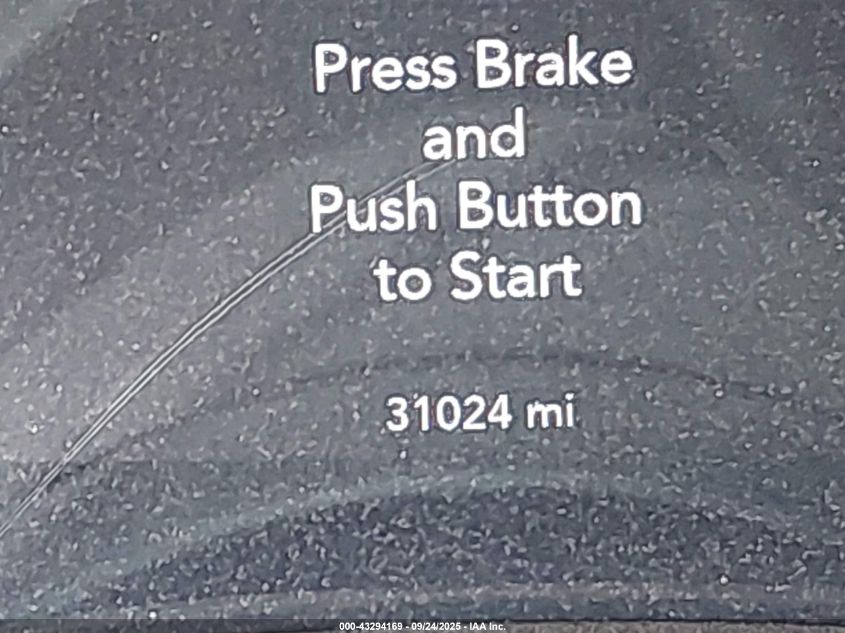 Press Brake
and
Push Button
to Start
31024 mi
000-43294169 - 09/24/2025 - IAA Inc.